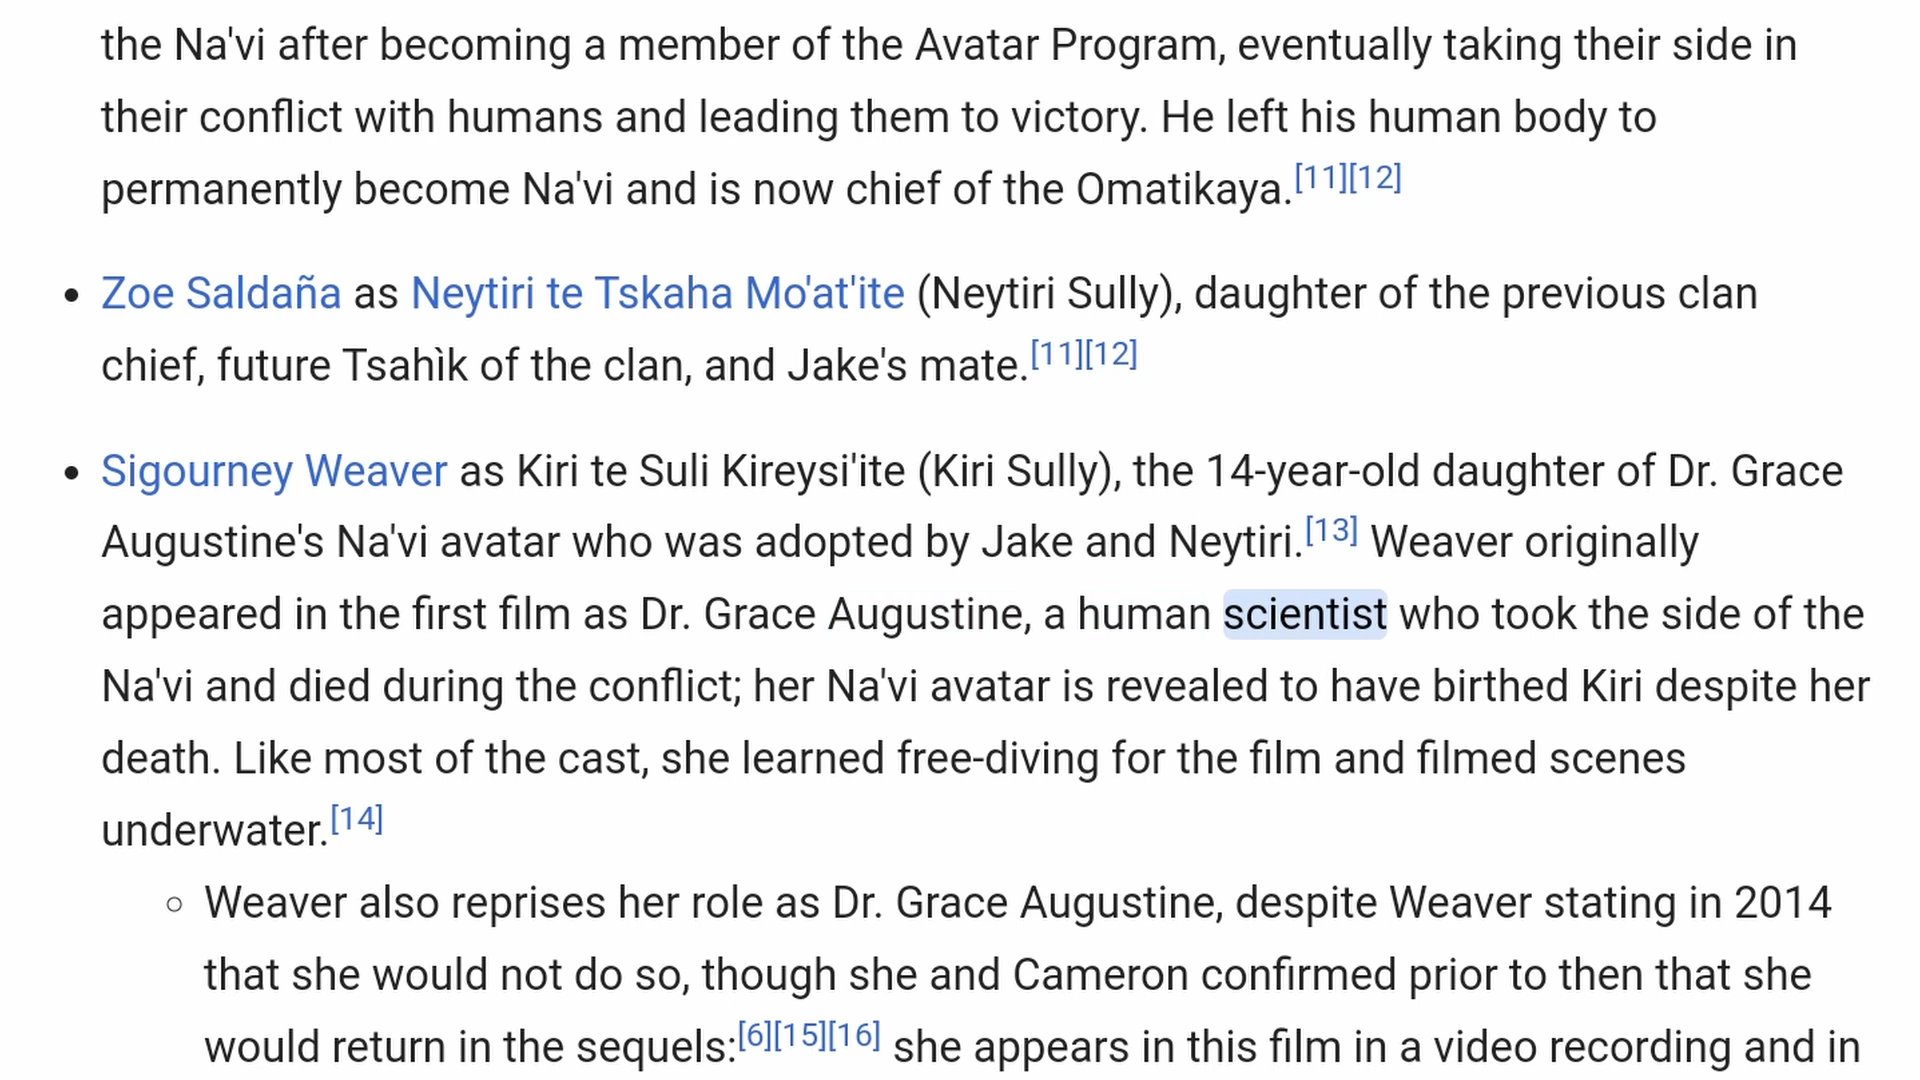 the Na'vi after becoming a member of the Avatar Program, eventually taking their side in
their conflict with humans and leading them to victory. He left his human body to
permanently become Na'vi and is now chief of the Omatikaya.[11][12]
• Zoe Saldaña as Neytiri te Tskaha Mo'at'ite (Neytiri Sully), daughter of the previous clan
chief, future Tsahìk of the clan, and Jake's mate.[11][12]
• Sigourney Weaver as Kiri te Suli Kireysi'ite (Kiri Sully), the 14-year-old daughter of Dr. Grace
Augustine's Na'vi avatar who was adopted by Jake and Neytiri.[13] Weaver originally
appeared in the first film as Dr. Grace Augustine, a human scientist who took the side of the
Na'vi and died during the conflict; her Na'vi avatar is revealed to have birthed Kiri despite her
death. Like most of the cast, she learned free-diving for the film and filmed scenes
underwater.[14]
◦ Weaver also reprises her role as Dr. Grace Augustine, despite Weaver stating in 2014
that she would not do so, though she and Cameron confirmed prior to then that she
would return in the sequels:[6][15][16] she appears in this film in a video recording and in